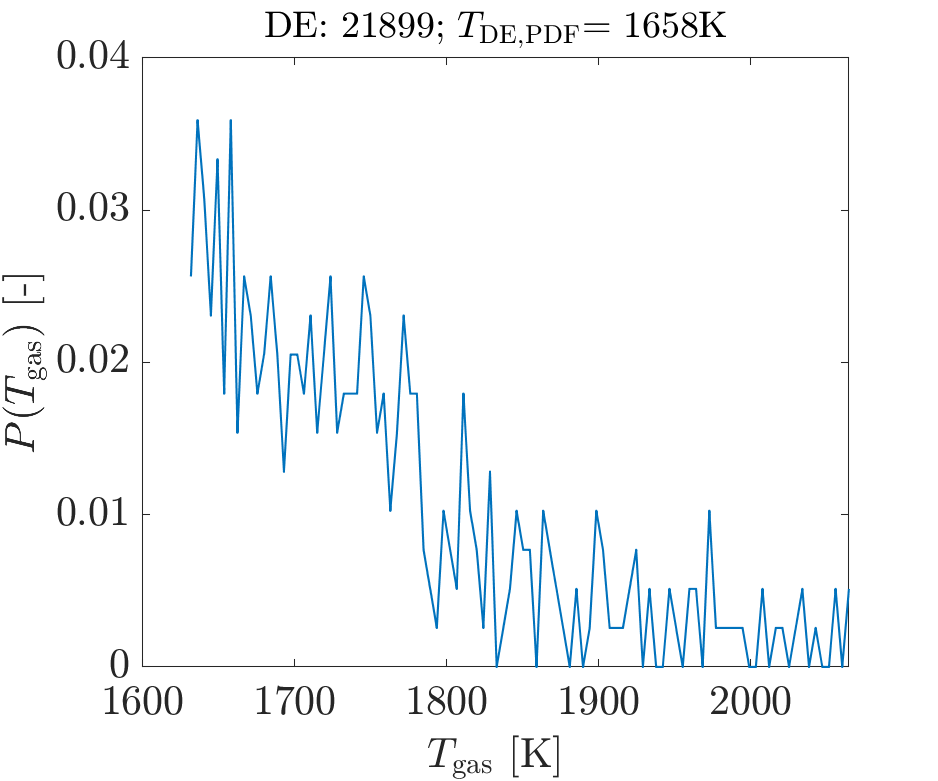 DE: 21899; T_DE,PDF= 1658K
0.04
0.03
0.02
0.01
0
P(T_gas) [-]
1600 1700 1800 1900 2000
T_gas [K]